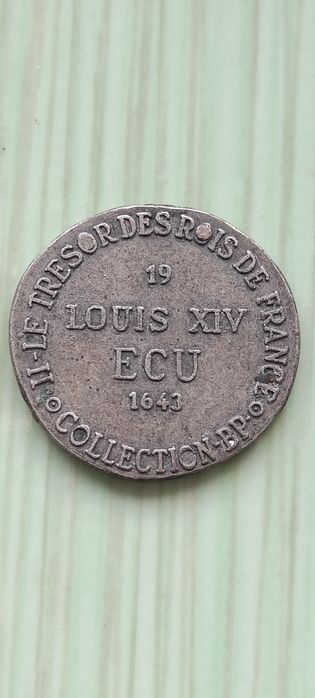 II-LE TRESOR DES ROIS DE FRANCE
19
LOUIS XIV
ECU
1643
COLLECTION·BP